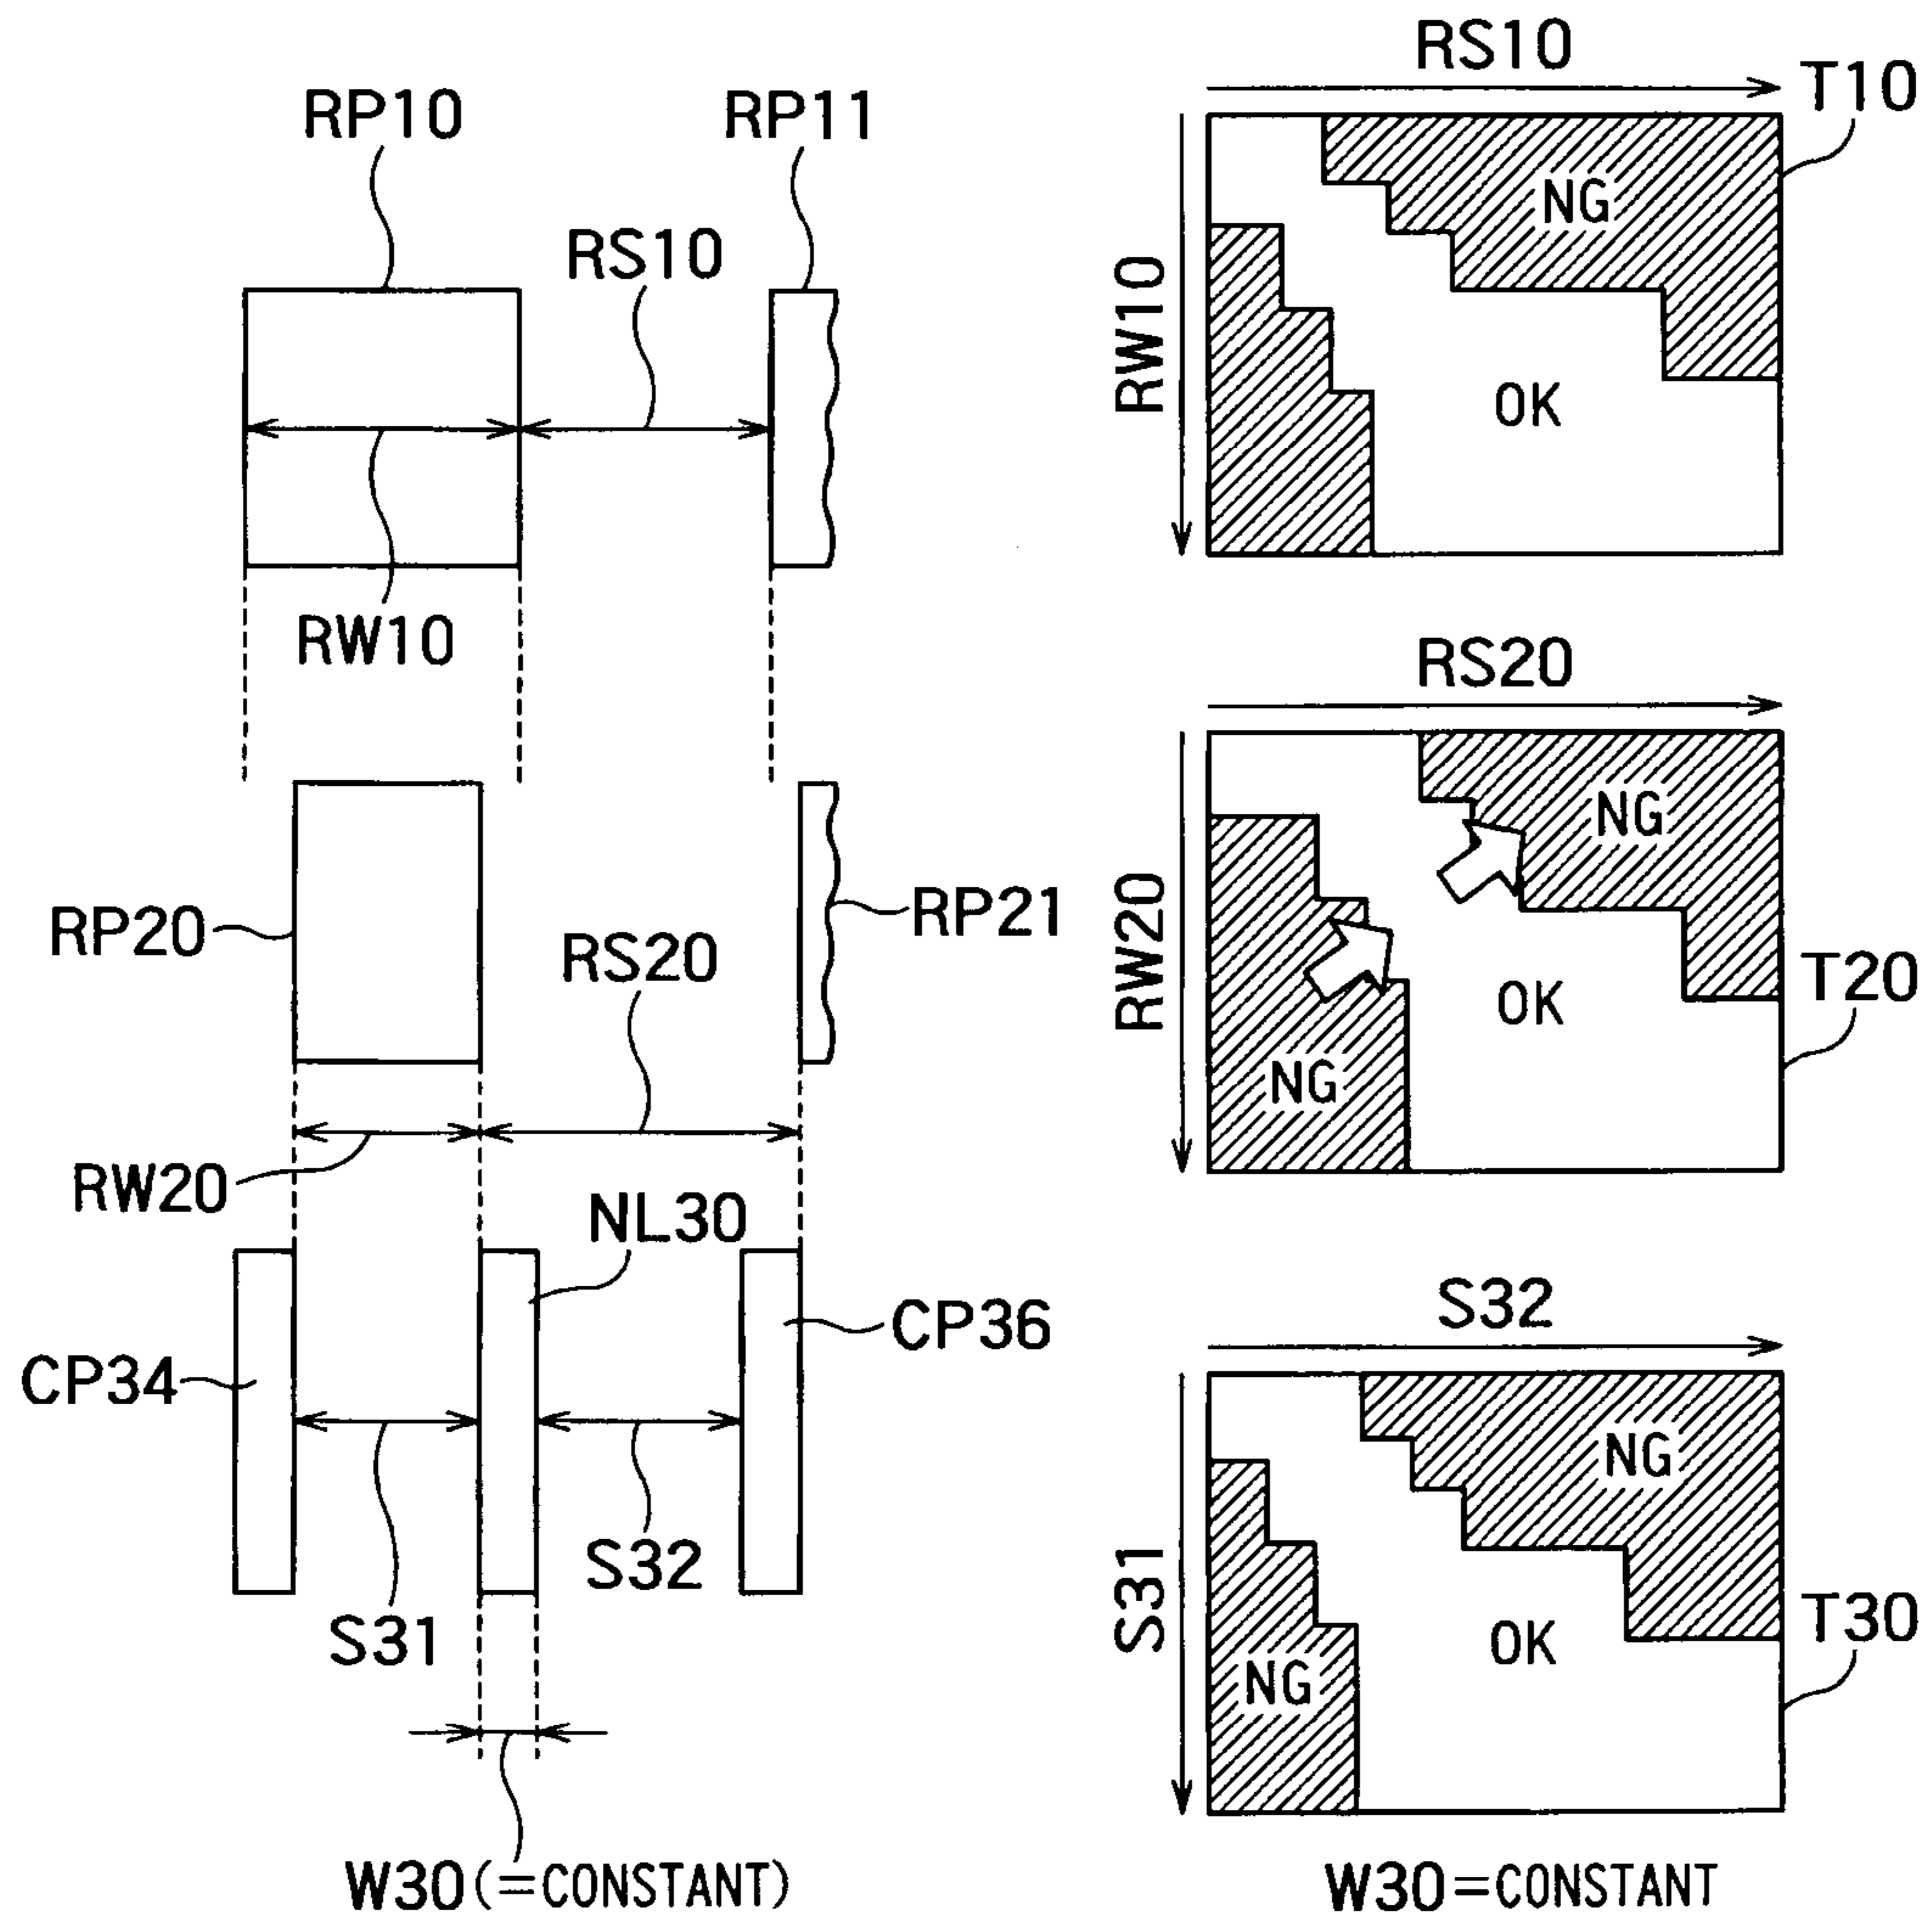 RP10
RP11
RS10
RW10
RP20
RS20
RP21
RW20
NL30
CP34
CP36
S31
S32
W30(=CONSTANT)
RS10
T10
RW10
NG
OK
RS20
RW20
NG
T20
OK
NG
S32
S31
NG
T30
OK
NG
W30=CONSTANT